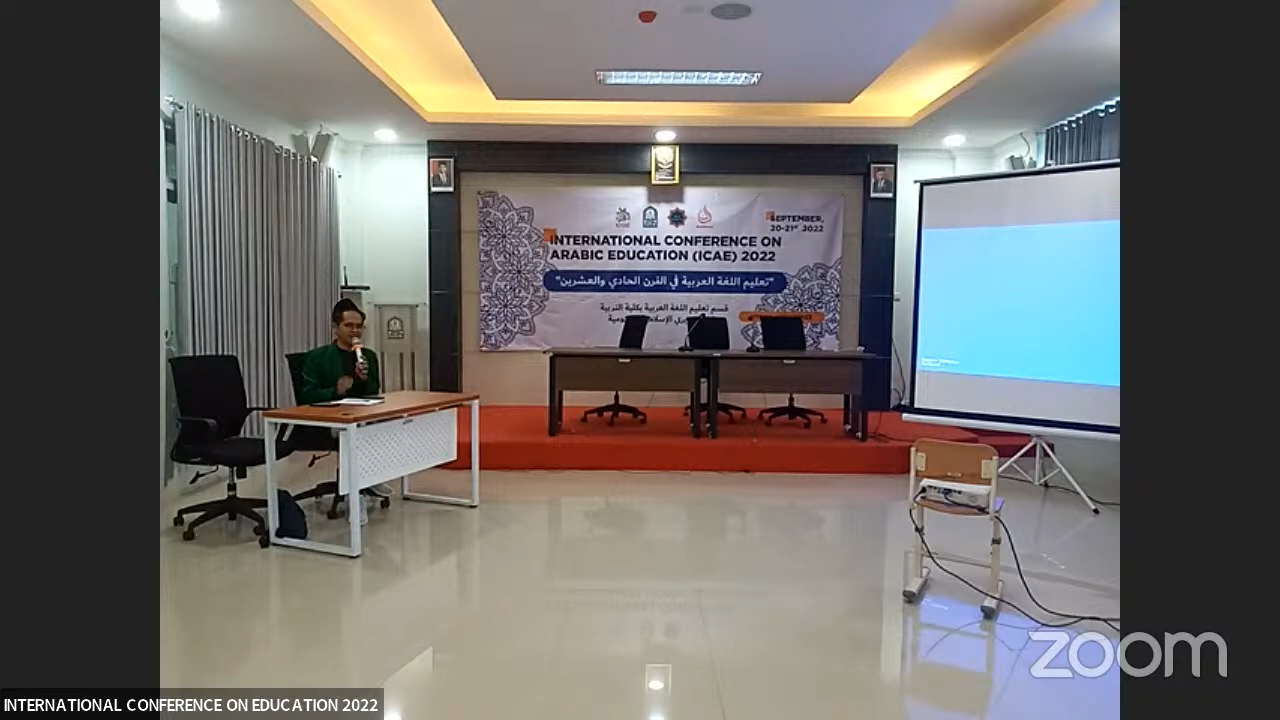 SEPTEMBER,
20-21st 2022
INTERNATIONAL CONFERENCE ON
ARABIC EDUCATION (ICAE) 2022
"تعليم اللغة العربية في القرن الحادي والعشرين"
قسم تعليم اللغة العربية بكلية التربية
zoom
INTERNATIONAL CONFERENCE ON EDUCATION 2022